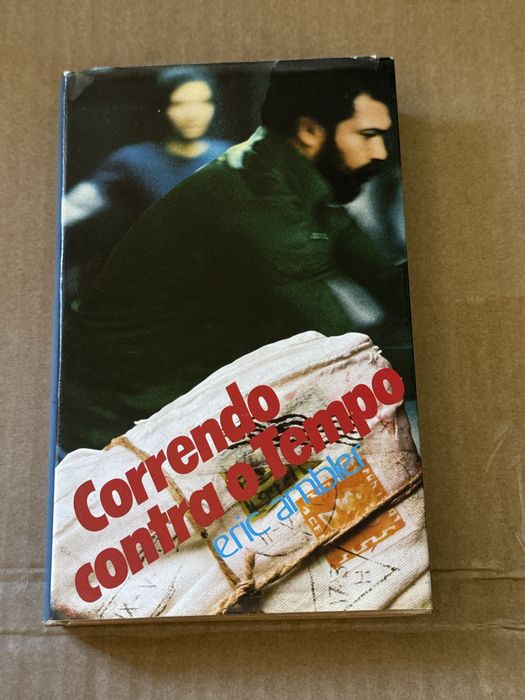 Correndo
contra o Tempo
eric ambler